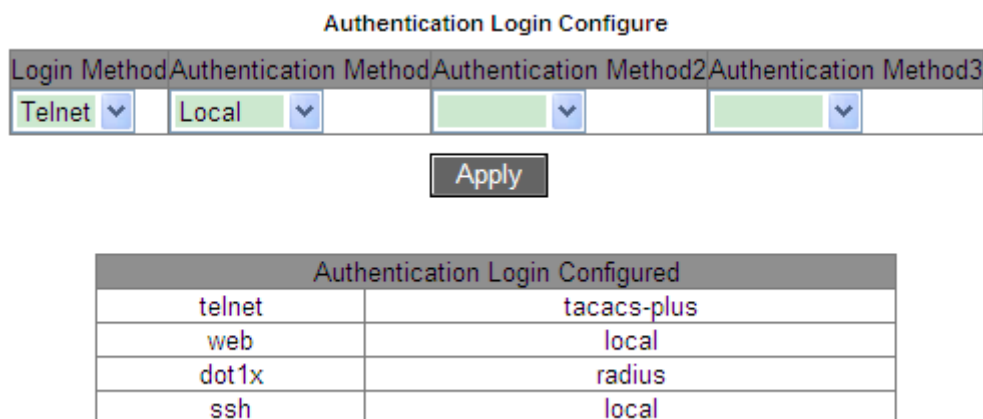 Authentication Login Configure
Login Method Authentication Method Authentication Method2 Authentication Method3
Telnet Local
Apply
Authentication Login Configured
telnet tacacs-plus
web local
dot1x radius
ssh local